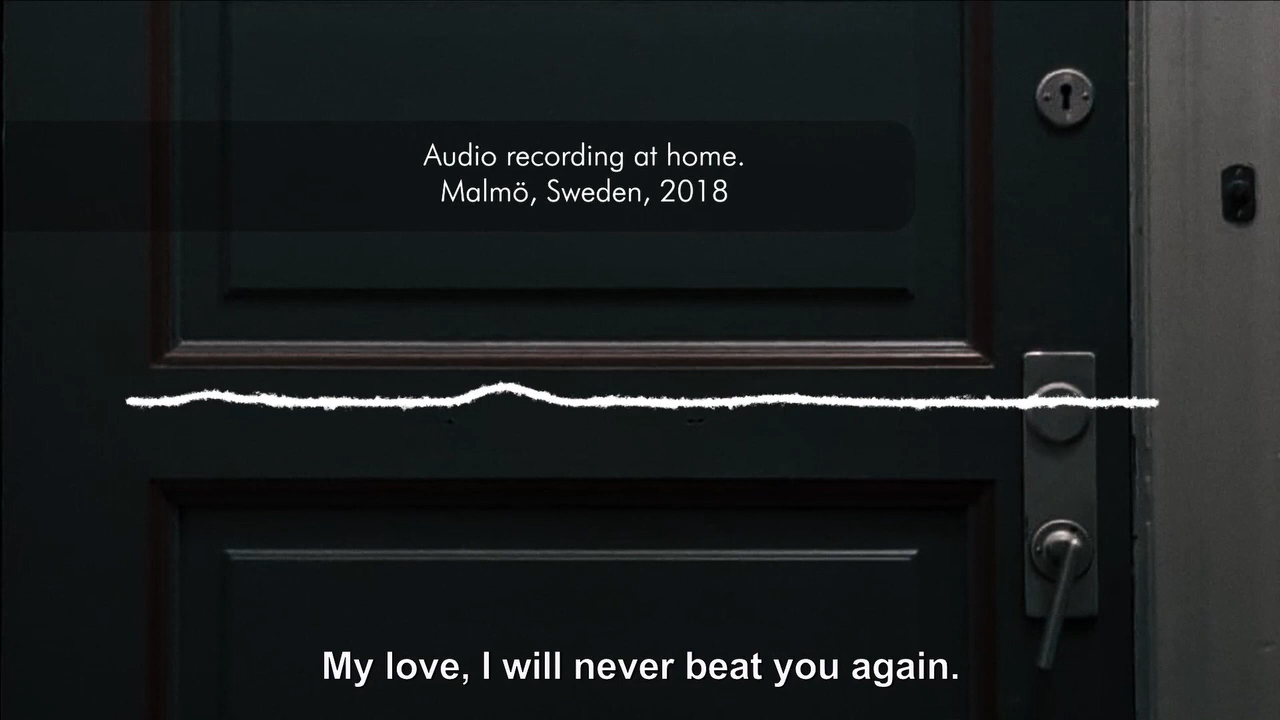 Audio recording at home.
Malmö, Sweden, 2018
My love, I will never beat you again.